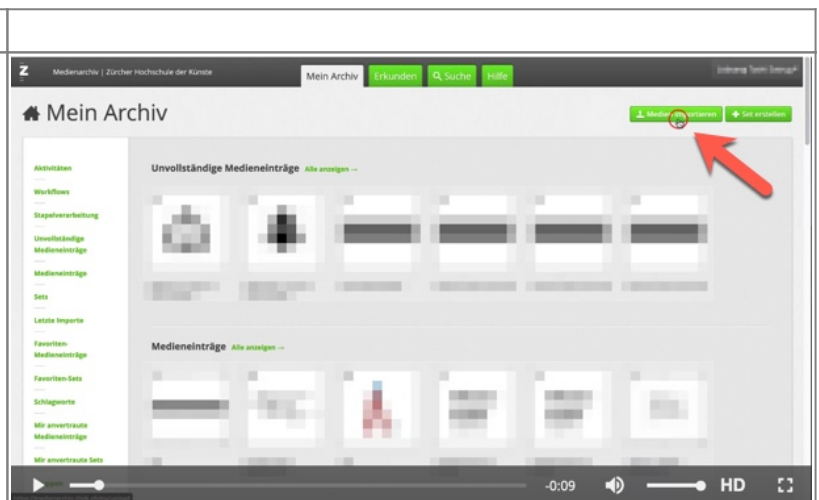 Z Medienarchiv | Zürcher Hochschule der Künste
Mein Archiv Erkunden Suche Hilfe
Mein Archiv
Medien importieren Set erstellen
Aktivitäten
Workflows
Stapelverarbeitung
Unvollständige
Medieneinträge
Medieneinträge
Sets
Letzte Importe
Favoriten-
Medieneinträge
Favoriten-Sets
Schlagworte
Mir anvertraute
Medieneinträge
Mir anvertraute Sets
Unvollständige Medieneinträge Alle anzeigen →
Medieneinträge Alle anzeigen →
-0:09 HD